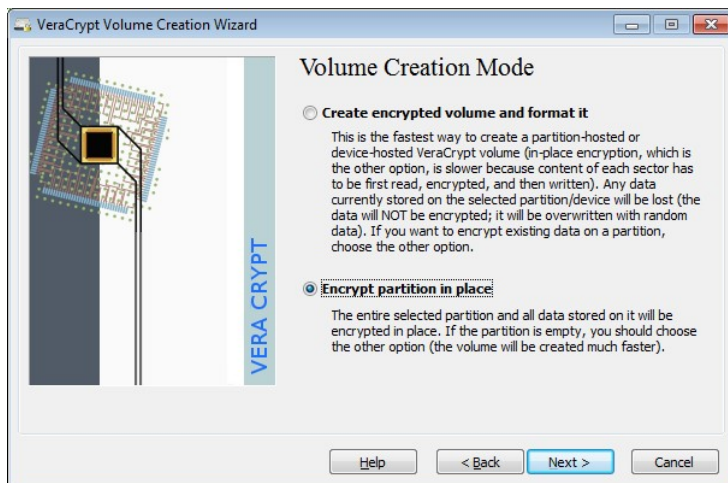 VeraCrypt Volume Creation Wizard
Volume Creation Mode
Create encrypted volume and format it
This is the fastest way to create a partition-hosted or
device-hosted VeraCrypt volume (in-place encryption, which is
the other option, is slower because content of each sector has
to be first read, encrypted, and then written). Any data
currently stored on the selected partition/device will be lost (the
data will NOT be encrypted; it will be overwritten with random
data). If you want to encrypt existing data on a partition,
choose the other option.
Encrypt partition in place
The entire selected partition and all data stored on it will be
encrypted in place. If the partition is empty, you should choose
the other option (the volume will be created much faster).
VERA CRYPT
Help
< Back
Next >
Cancel